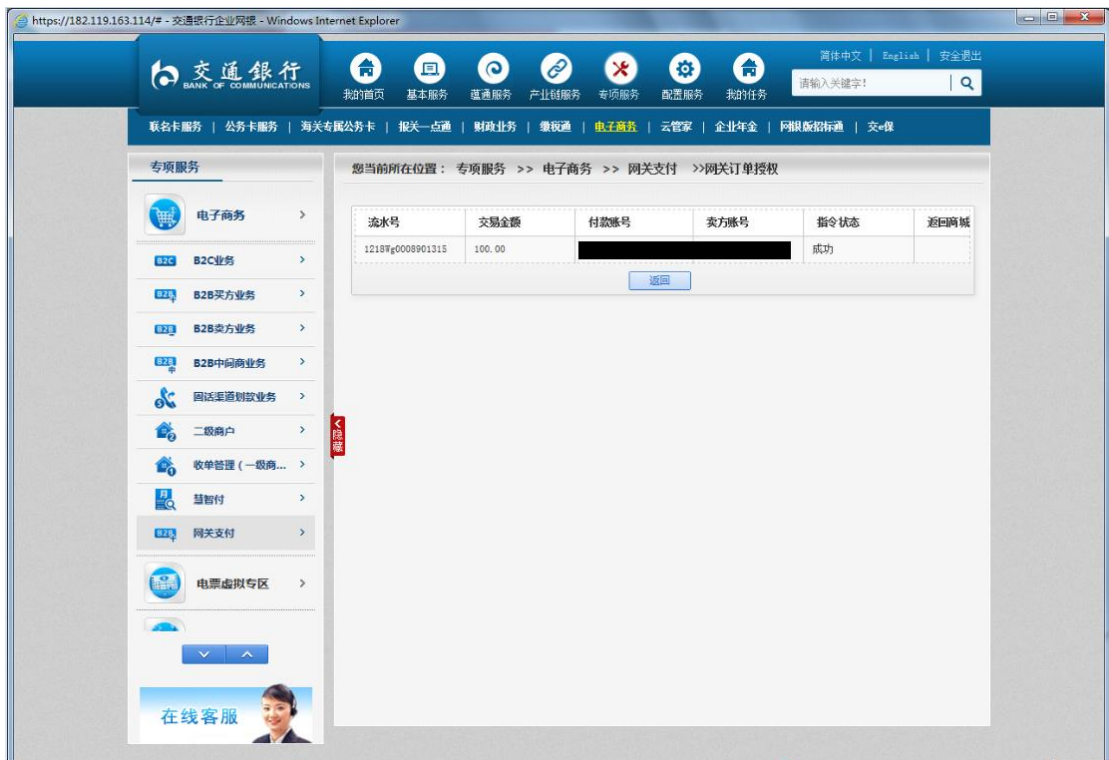 https://182.119.163.114/# - 交通银行企业网银 - Windows Internet Explorer
简体中文 | English | 安全退出
交通银行
BANK OF COMMUNICATIONS
我的首页 基本服务 蕴通服务 产业链服务 专项服务 配置服务 我的任务
请输入关键字!
联名卡服务 | 公务卡服务 | 海关专属公务卡 | 报关一点通 | 财政业务 | 缴税通 | 电子商务 | 云管家 | 企业年金 | 网银版招标通 | 交e保
专项服务
您当前所在位置： 专项服务 >> 电子商务 >> 网关支付 >>网关订单授权
电子商务
流水号 交易金额 付款账号 卖方账号 指令状态 返回商城
1218Wg0008901315 100.00 成功
返回
B2C B2C业务
B2B B2B买方业务
B2B B2B卖方业务
B2B中 B2B中间商业务
固话渠道划款业务
二级商户
收单管理（一级商...
慧智付
B2B 网关支付
电票虚拟专区
隐藏
在线客服